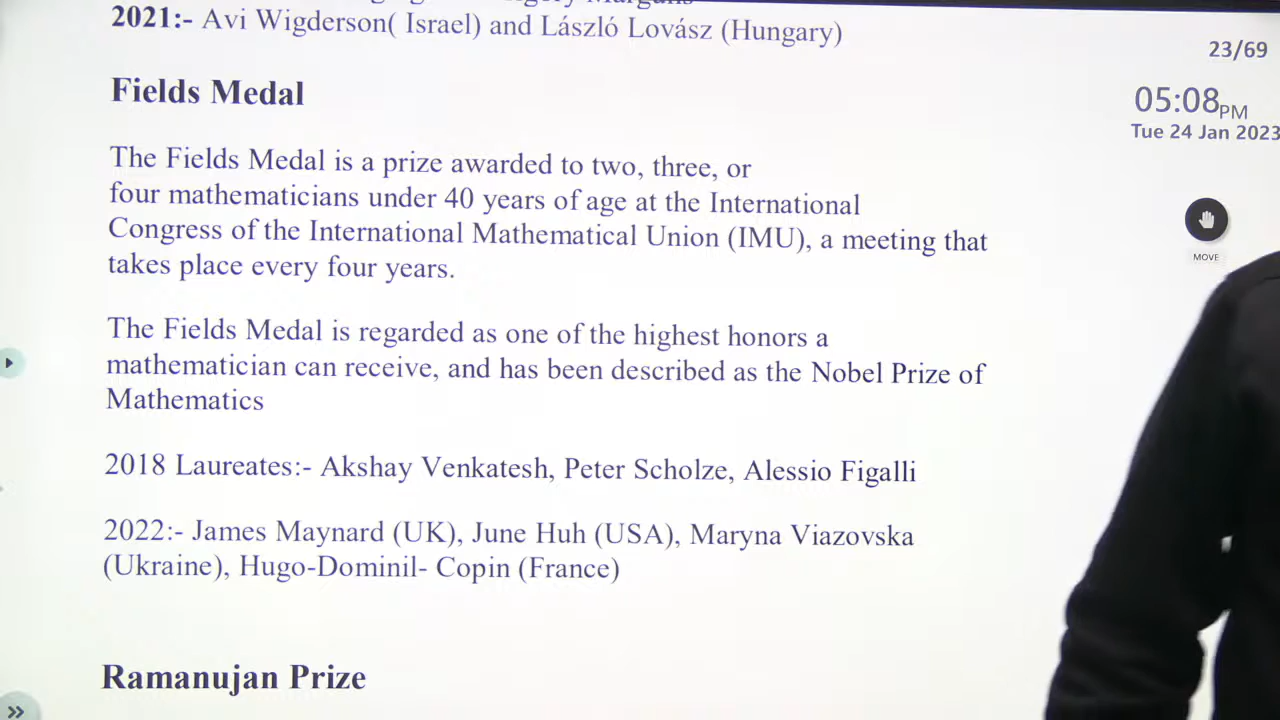 2021:- Avi Wigderson( Israel) and László Lovász (Hungary)
23/69
Fields Medal
05:08PM
Tue 24 Jan 2023
The Fields Medal is a prize awarded to two, three, or
four mathematicians under 40 years of age at the International
Congress of the International Mathematical Union (IMU), a meeting that
takes place every four years.
MOVE
The Fields Medal is regarded as one of the highest honors a
mathematician can receive, and has been described as the Nobel Prize of
Mathematics
2018 Laureates:- Akshay Venkatesh, Peter Scholze, Alessio Figalli
2022:- James Maynard (UK), June Huh (USA), Maryna Viazovska
(Ukraine), Hugo-Dominil- Copin (France)
Ramanujan Prize